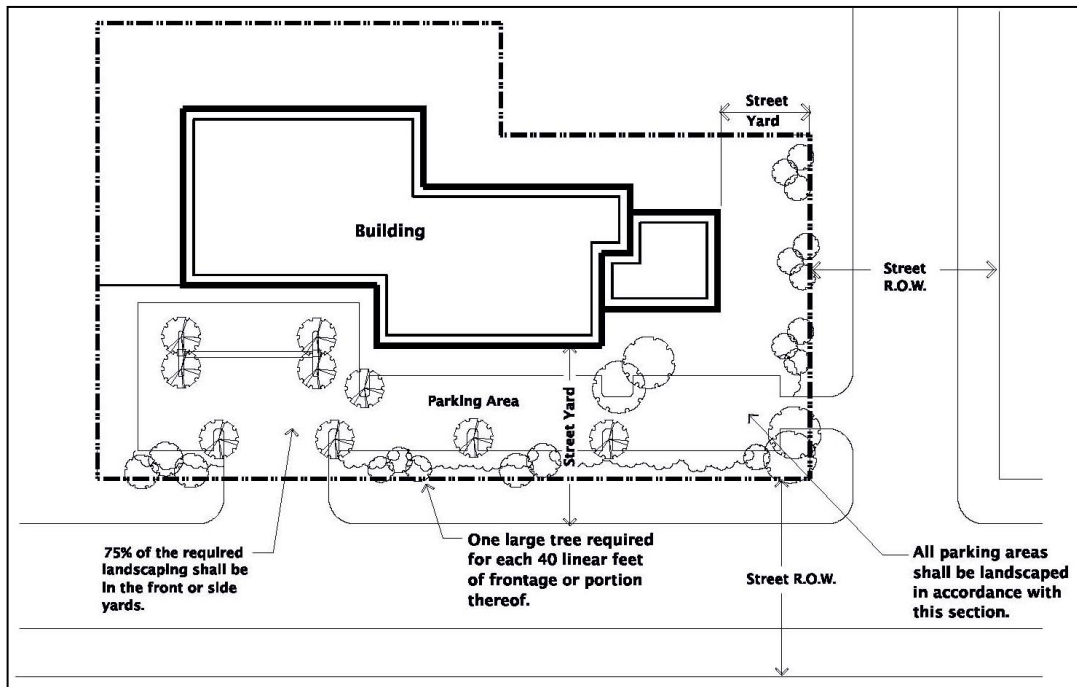 Street
Yard
Building
Street
R.O.W.
Parking Area
Street Yard
75% of the required
landscaping shall be
in the front or side
yards.
One large tree required
for each 40 linear feet
of frontage or portion
thereof.
Street R.O.W.
All parking areas
shall be landscaped
in accordance with
this section.